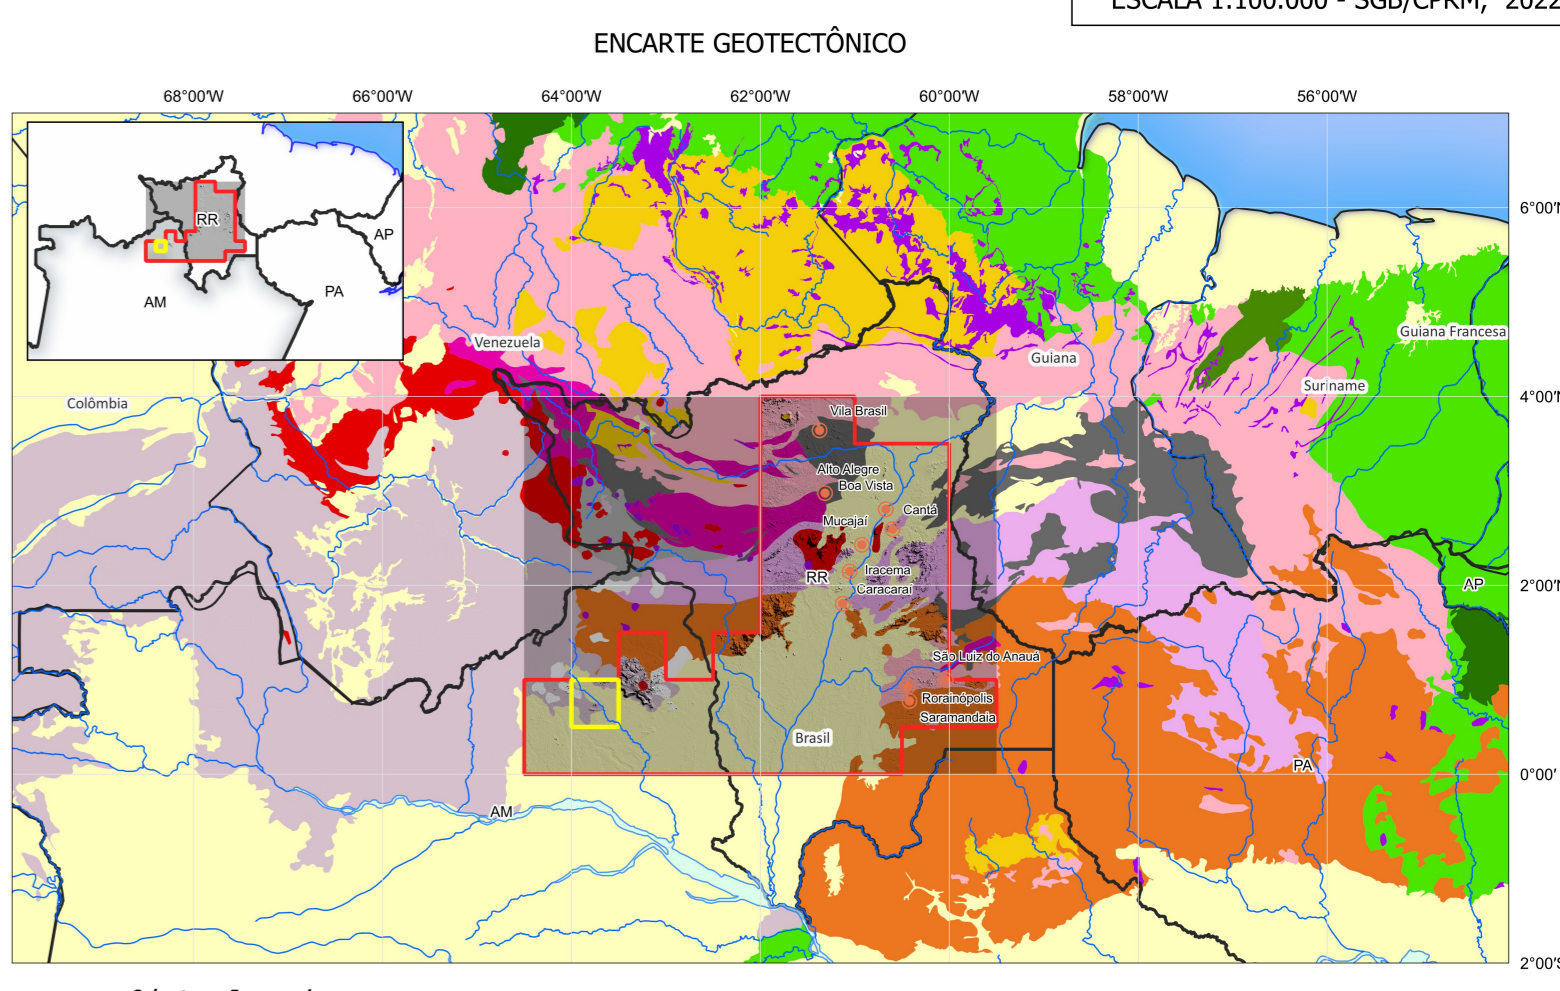 ESCALA 1:100.000 - SGB/CPRM, 2022
ENCARTE GEOTECTÔNICO
68°00'W 66°00'W 64°00'W 62°00'W 60°00'W 58°00'W 56°00'W
RR
AP
AM
PA
6°00'N
Venezuela
Guiana
Guiana Francesa
Suriname
Colômbia
4°00'N
Vila Brasil
Alto Alegre
Boa Vista
Mucajaí
Cantá
RR
Iracema
Caracaraí
2°00'N
AP
São Luiz do Anauá
Rorainópolis
Saramandaia
Brasil
PA
0°00'
AM
2°00'S